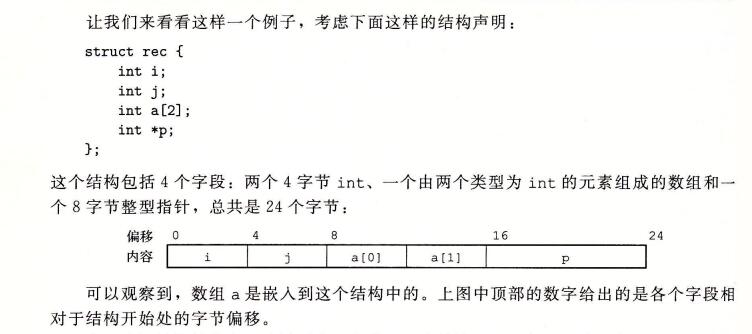 让我们来看看这样一个例子，考虑下面这样的结构声明：
struct rec {
int i;
int j;
int a[2];
int *p;
};
这个结构包括 4 个字段：两个 4 字节 int、一个由两个类型为 int 的元素组成的数组和一
个 8 字节整型指针，总共是 24 个字节：
偏移 0 4 8 16 24
内容 i j a[0] a[1] p
可以观察到，数组 a 是嵌入到这个结构中的。上图中顶部的数字给出的是各个字段相
对于结构开始处的字节偏移。